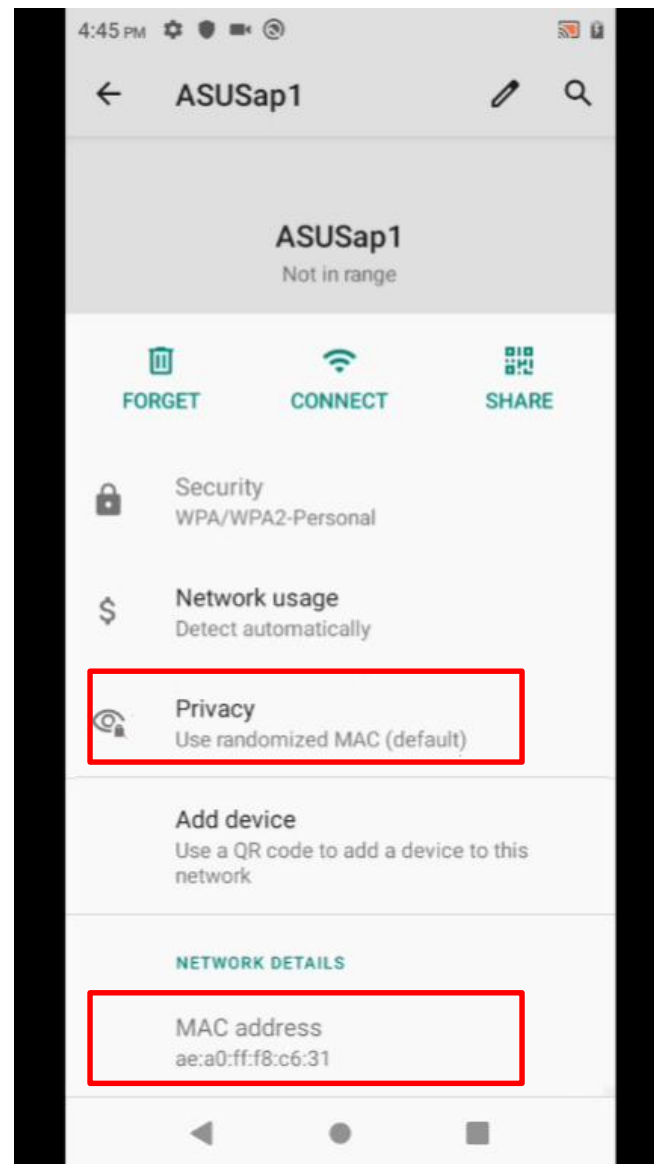 4:45 PM
ASUSap1
ASUSap1
Not in range
FORGET
CONNECT
SHARE
Security
WPA/WPA2-Personal
Network usage
Detect automatically
Privacy
Use randomized MAC (default)
Add device
Use a QR code to add a device to this
network
NETWORK DETAILS
MAC address
ae:a0:ff:f8:c6:31